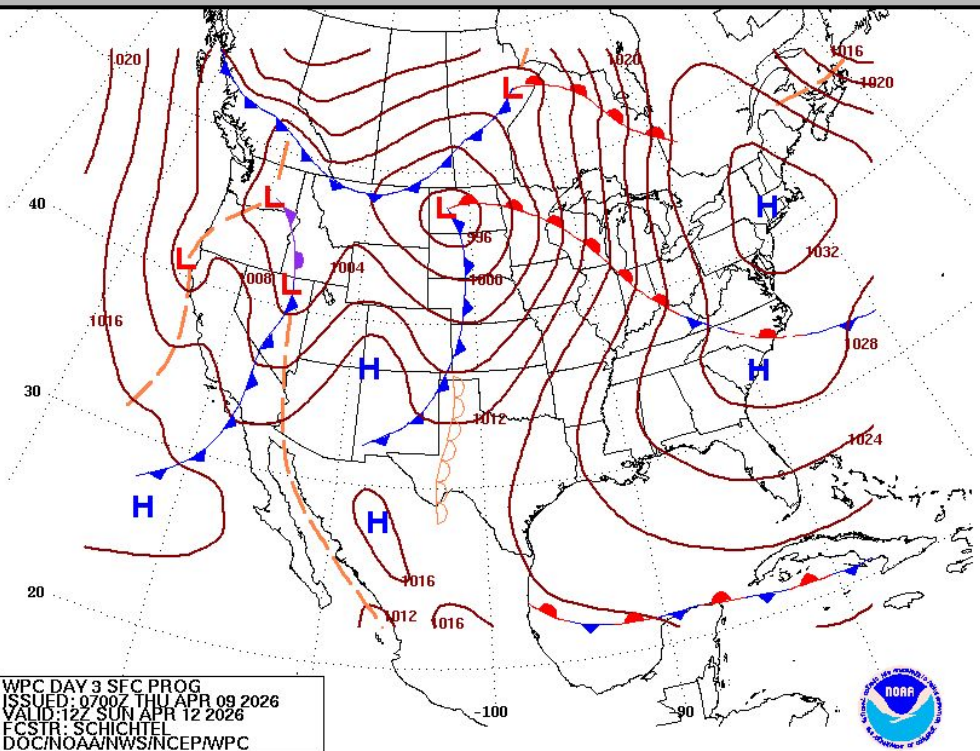 1020
1020
1016
1020
L
40
L
H
L
996
1032
L
1008
1004
1000
L
1016
1028
H
H
30
1012
1024
H
H
1016
20
1012
1016
WPC DAY 3 SFC PROG
ISSUED: 0700Z THU APR 09 2026
VALID:12Z SUN APR 12 2026
FCSTR: SCHICHTEL
DOC/NOAA/NWS/NCEP/WPC
-100
-90
NOAA